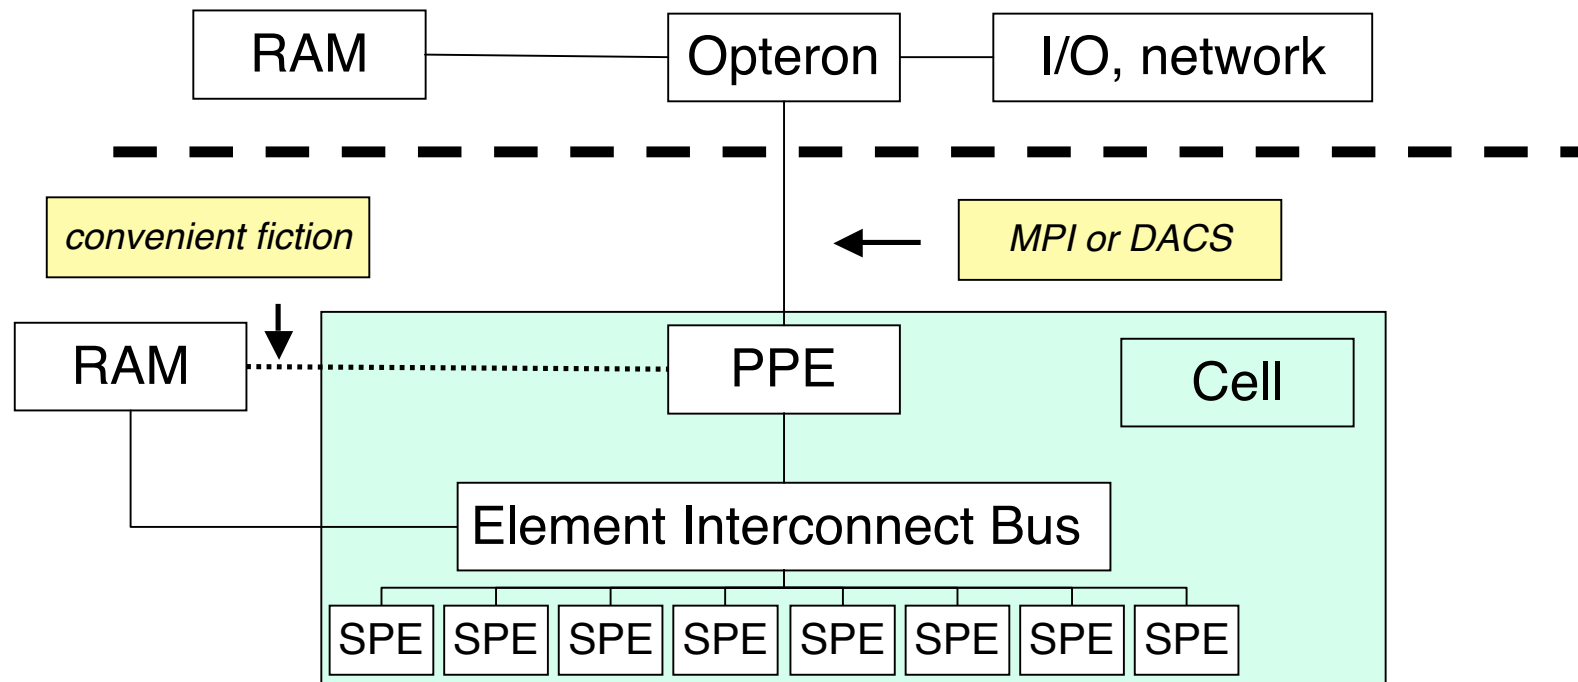 RAM
Opteron
I/O, network
convenient fiction
MPI or DACS
RAM
PPE
Cell
Element Interconnect Bus
SPE
SPE
SPE
SPE
SPE
SPE
SPE
SPE